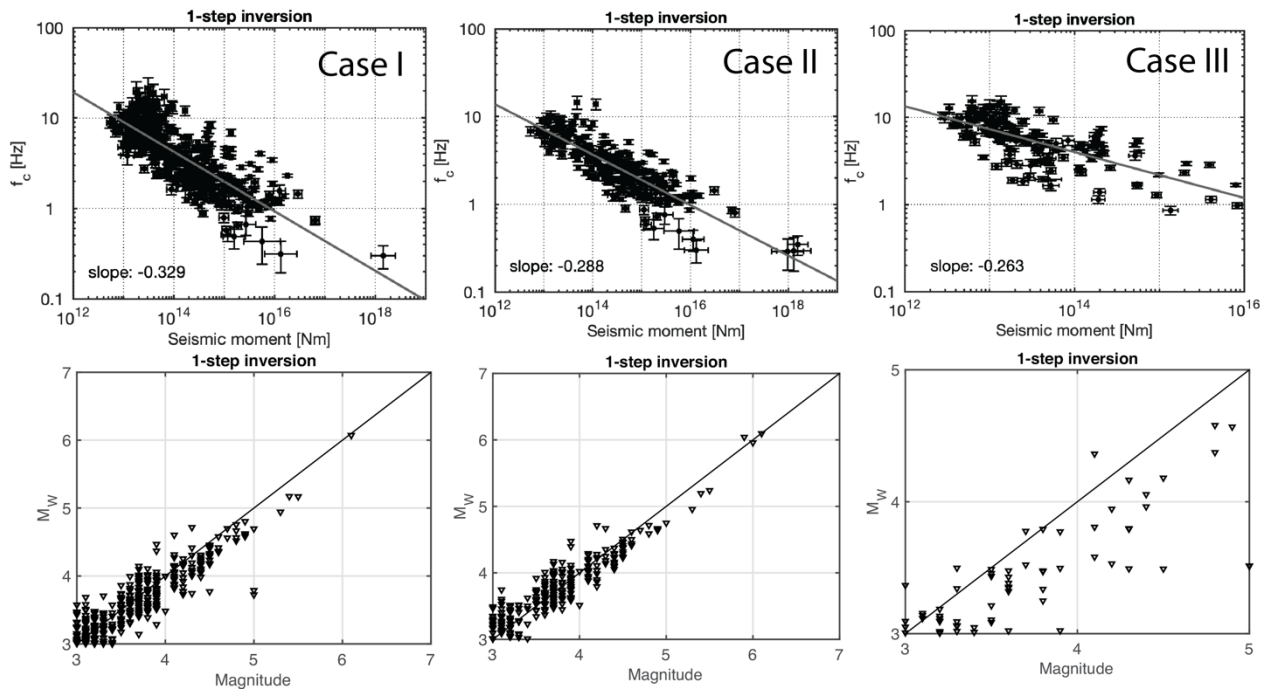 1-step inversion
100
10
1
0.1
f_c [Hz]
Case I
slope: -0.329
10^12
10^14
10^16
10^18
Seismic moment [Nm]
1-step inversion
100
10
1
0.1
f_c [Hz]
Case II
slope: -0.288
10^12
10^14
10^16
10^18
Seismic moment [Nm]
1-step inversion
100
10
1
0.1
f_c [Hz]
Case III
slope: -0.263
10^12
10^14
10^16
Seismic moment [Nm]
1-step inversion
7
6
5
4
3
M_W
3 4 5 6 7
Magnitude
1-step inversion
7
6
5
4
3
M_W
3 4 5 6 7
Magnitude
1-step inversion
5
4
3
M_W
3 4 5
Magnitude